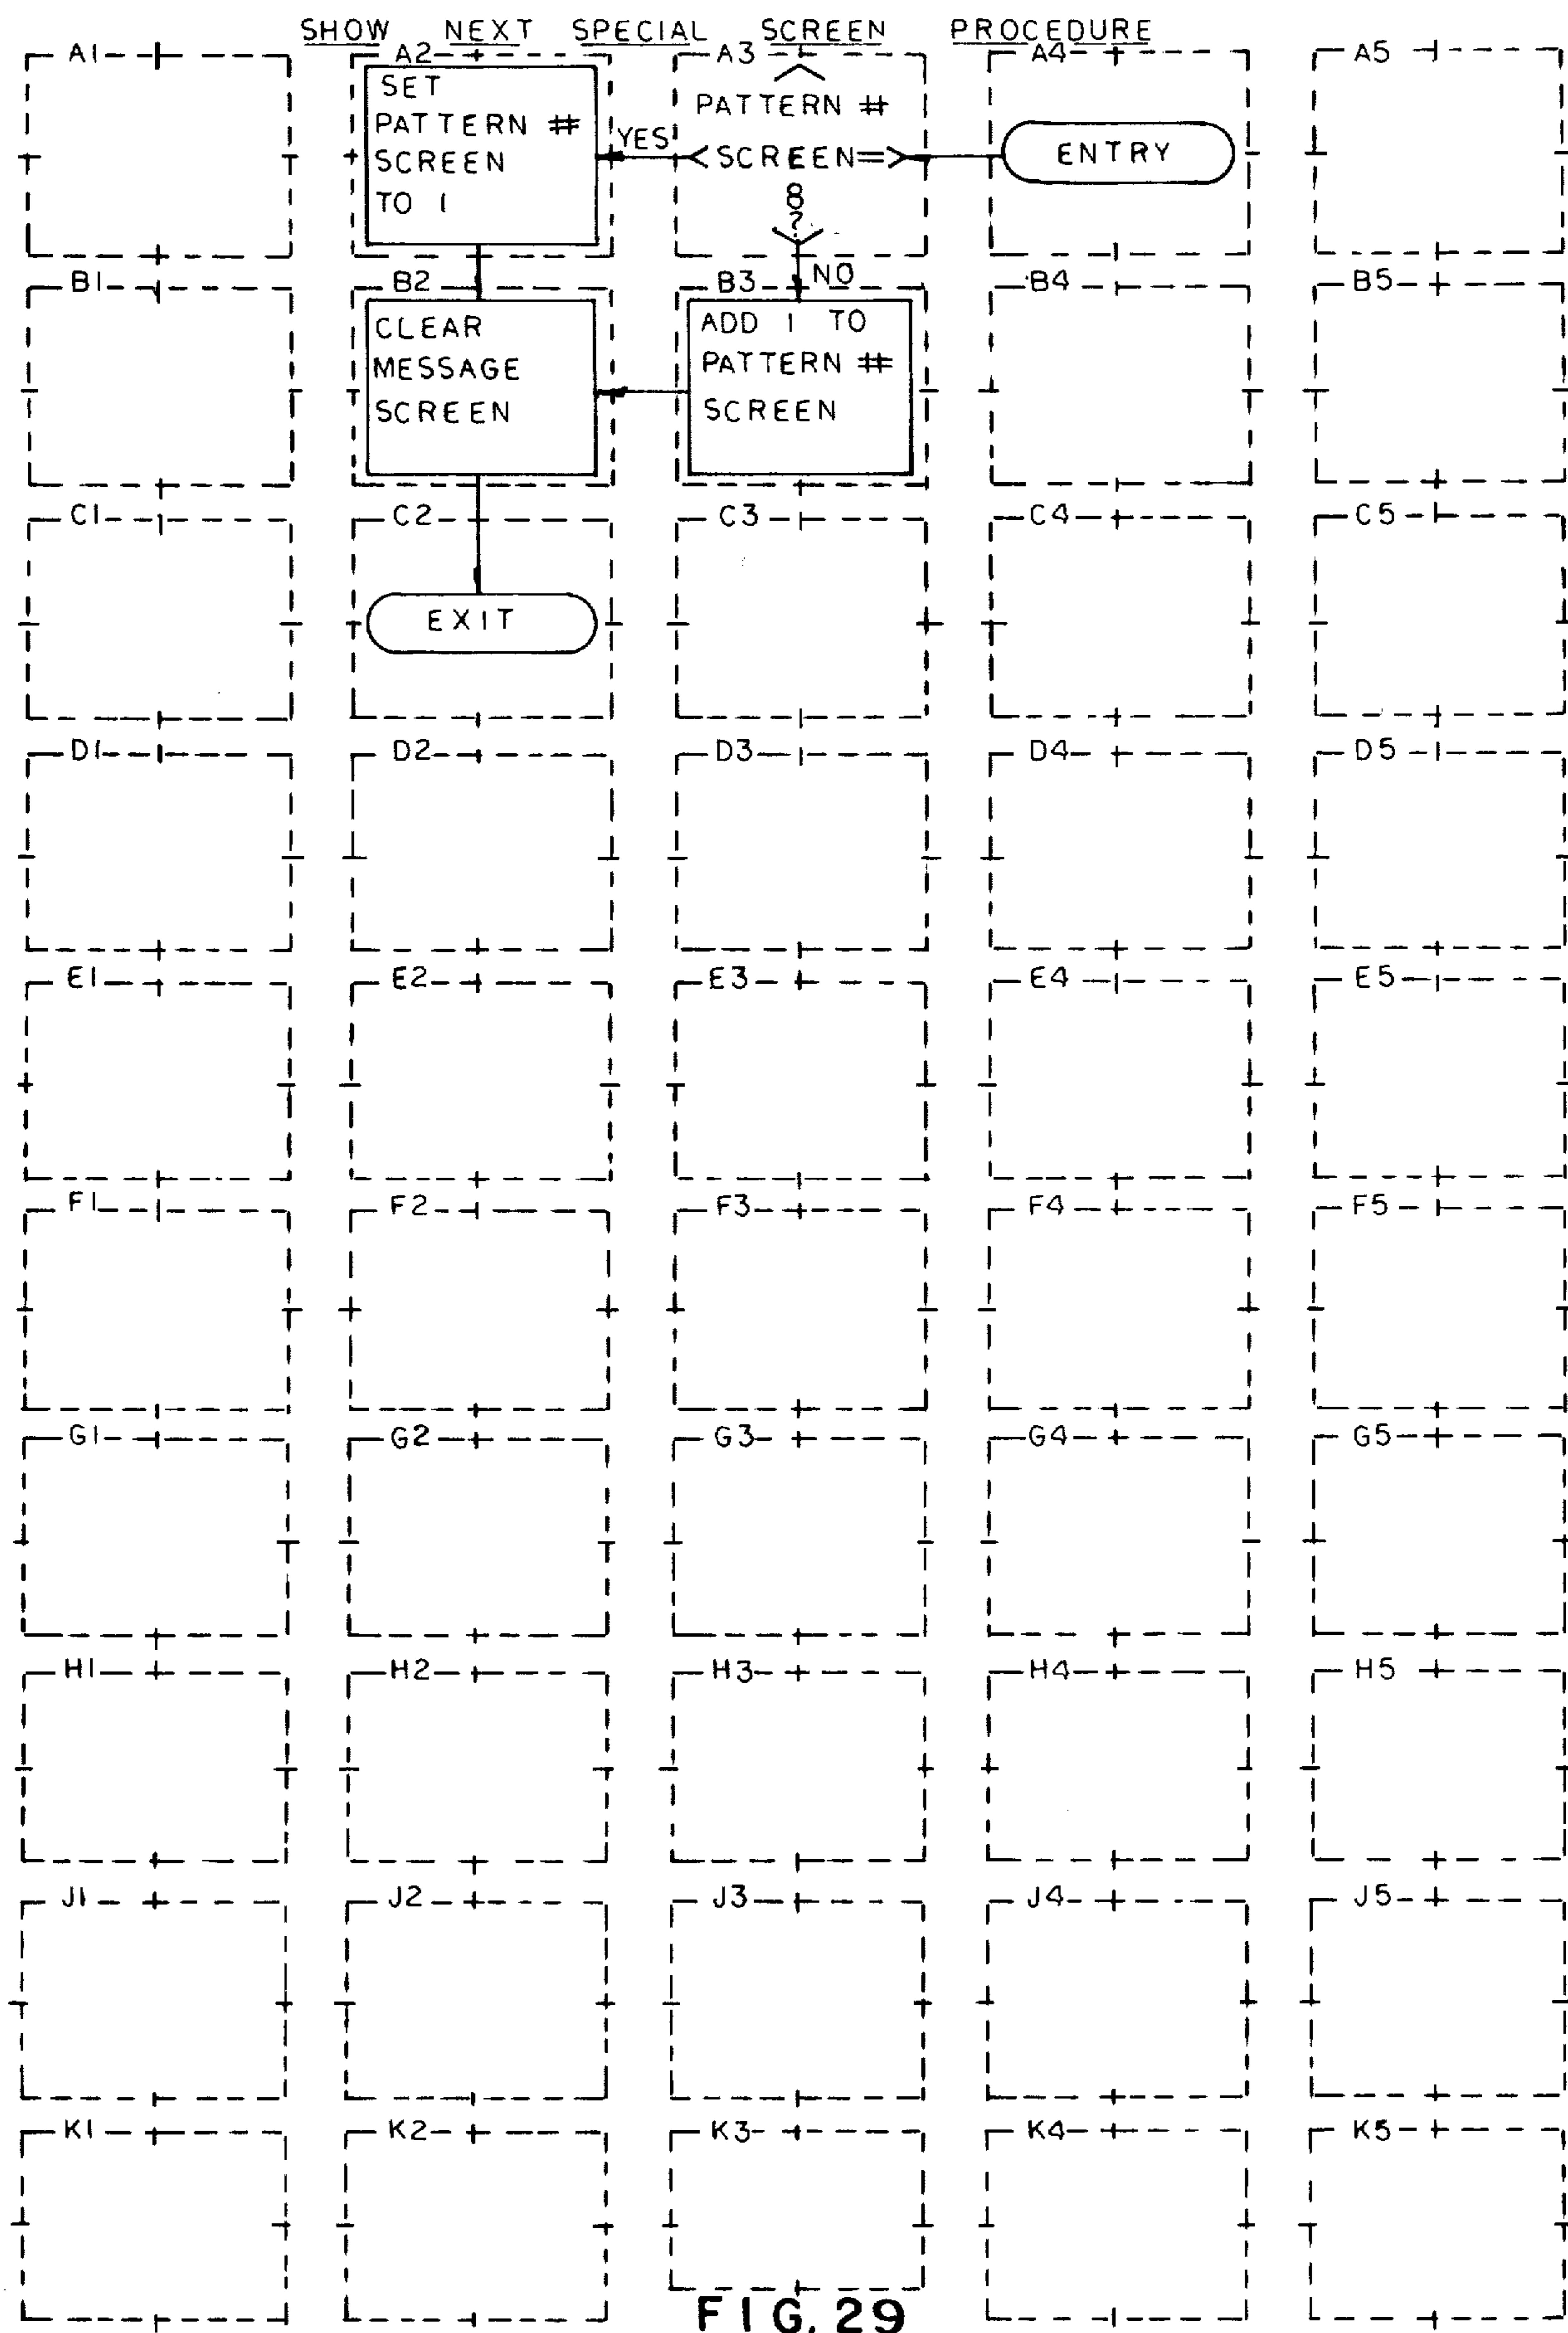 SHOW NEXT SPECIAL SCREEN PROCEDURE
A1 A2 A3 A4 A5
SET
PATTERN #
SCREEN
TO 1
YES
PATTERN #
SCREEN=
8
?
ENTRY
NO
B1 B2 B3 B4 B5
CLEAR
MESSAGE
SCREEN
ADD 1 TO
PATTERN #
SCREEN
C1 C2 C3 C4 C5
EXIT
D1 D2 D3 D4 D5
E1 E2 E3 E4 E5
F1 F2 F3 F4 F5
G1 G2 G3 G4 G5
H1 H2 H3 H4 H5
J1 J2 J3 J4 J5
K1 K2 K3 K4 K5
FIG. 29